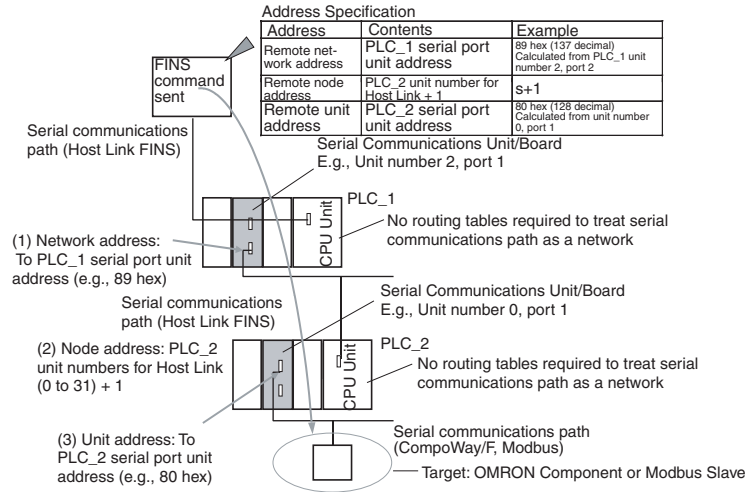 Address Specification
Address Contents Example
Remote net-
work address
PLC_1 serial port
unit address
89 hex (137 decimal)
Calculated from PLC_1 unit
number 2, port 2
Remote node
address
PLC_2 unit number for
Host Link + 1
s+1
Remote unit
address
PLC_2 serial port
unit address
80 hex (128 decimal)
Calculated from unit number
0, port 1
FINS
command
sent
Serial communications
path (Host Link FINS)
Serial Communications Unit/Board
E.g., Unit number 2, port 1
PLC_1
CPU Unit
No routing tables required to treat serial
communications path as a network
(1) Network address:
To PLC_1 serial port unit
address (e.g., 89 hex)
Serial communications
path (Host Link FINS)
Serial Communications Unit/Board
E.g., Unit number 0, port 1
(2) Node address: PLC_2
unit numbers for Host Link
(0 to 31) + 1
PLC_2
CPU Unit
No routing tables required to treat serial
communications path as a network
(3) Unit address: To
PLC_2 serial port unit
address (e.g., 80 hex)
Serial communications path
(CompoWay/F, Modbus)
Target: OMRON Component or Modbus Slave